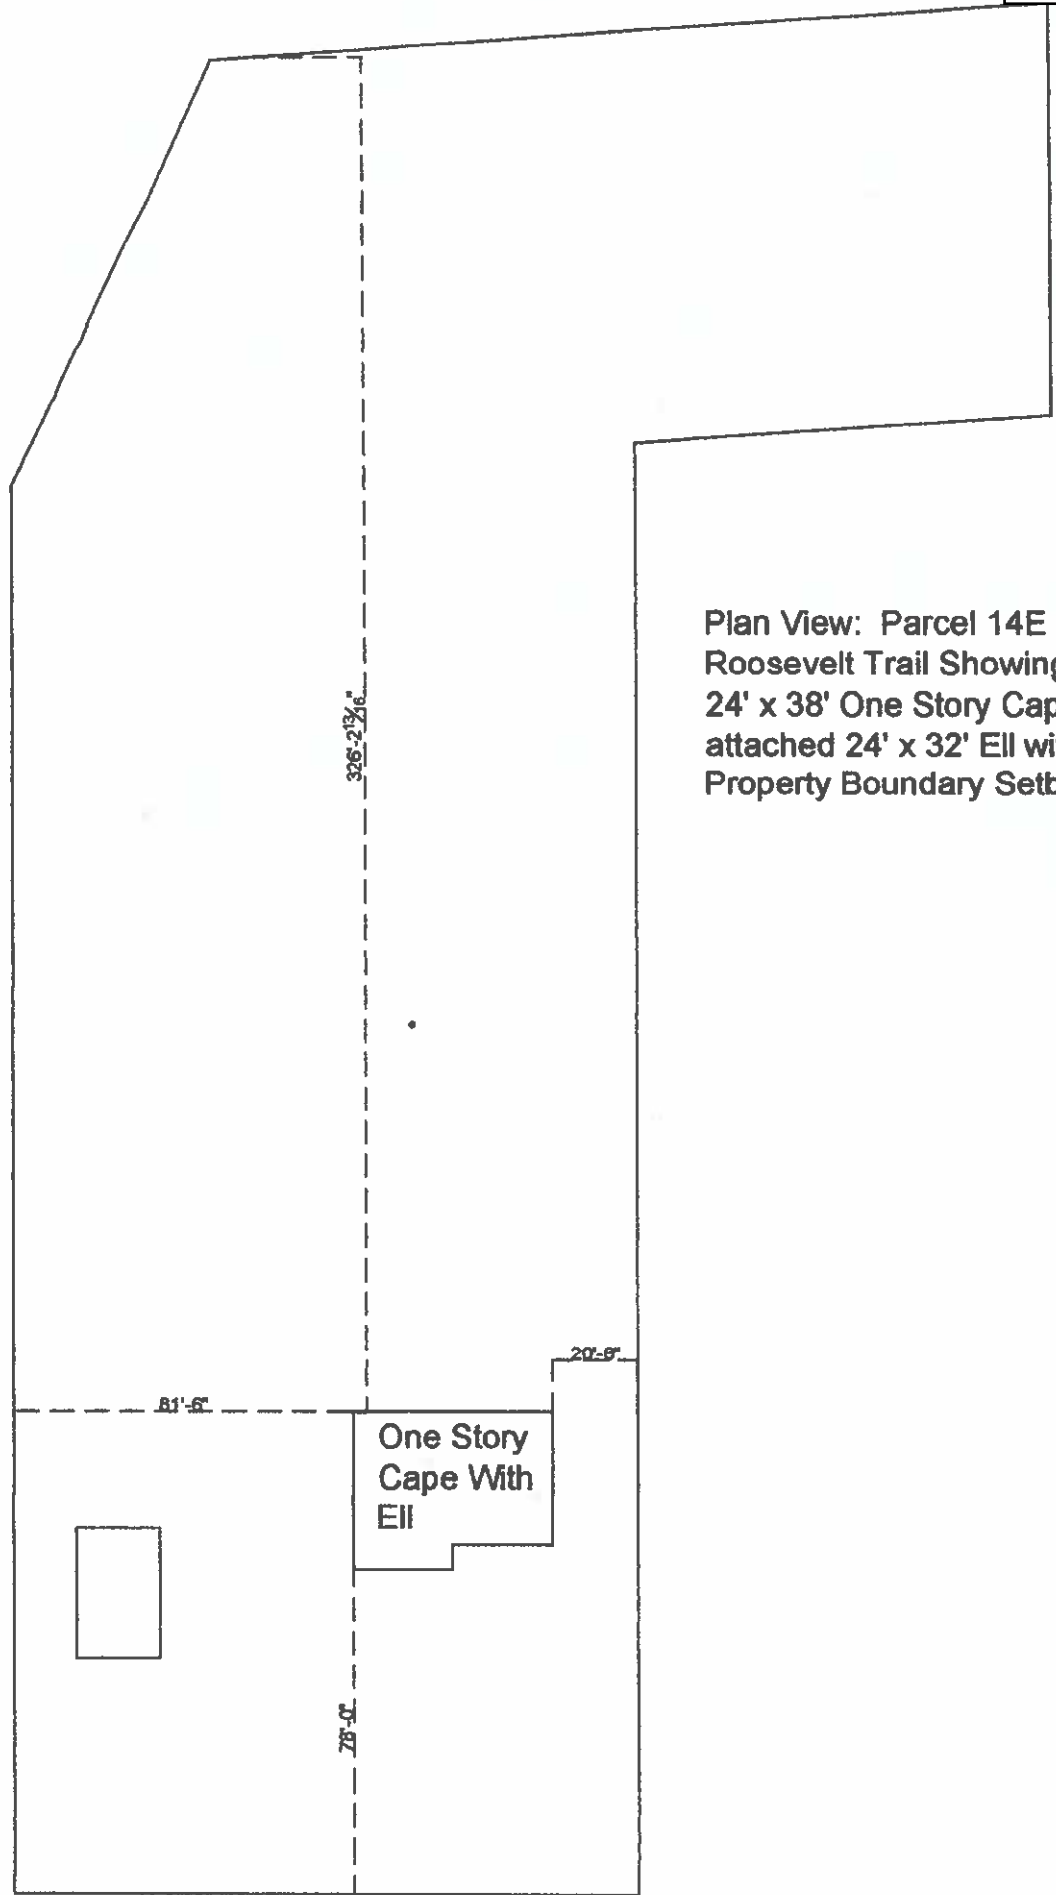 Plan View: Parcel 14E
Roosevelt Trail Showing
24' x 38' One Story Cap
attached 24' x 32' Ell wi
Property Boundary Setb
326'-2 13/16"
20'-6"
81'-6"
One Story
Cape With
Ell
78'-0"